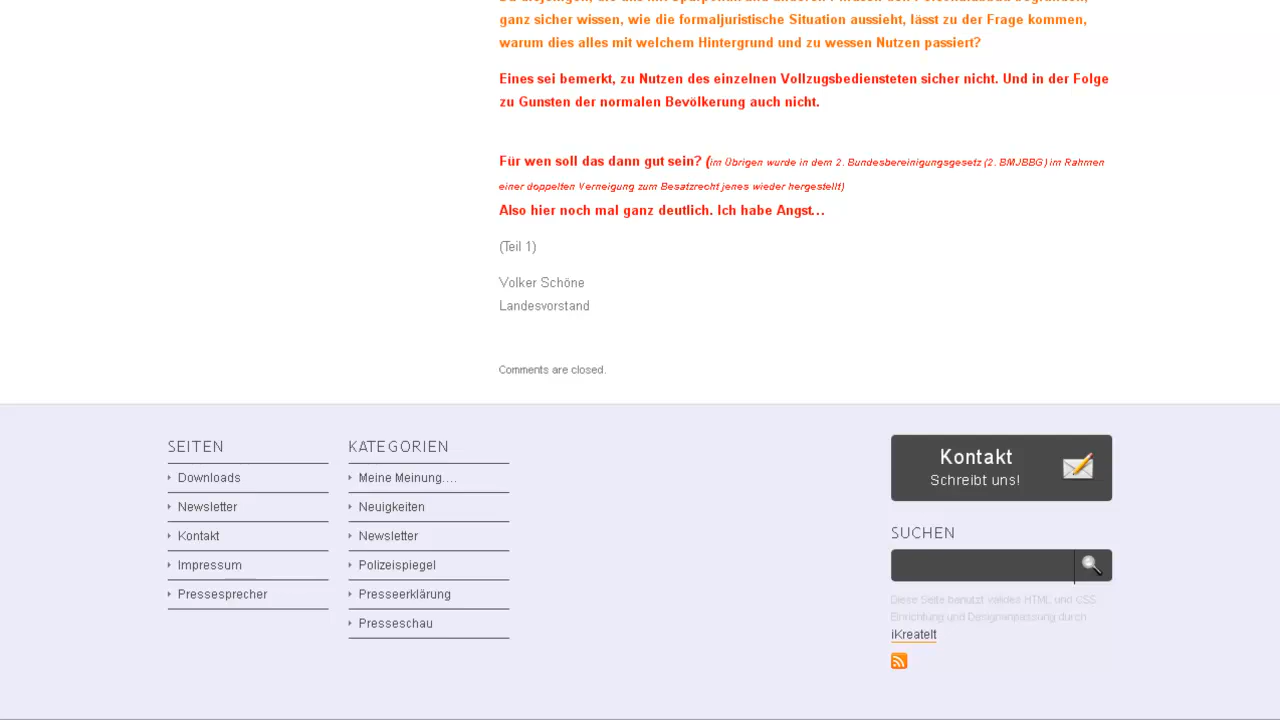 ganz sicher wissen, wie die formaljuristische Situation aussieht, lässt zu der Frage kommen,
warum dies alles mit welchem Hintergrund und zu wessen Nutzen passiert?
Eines sei bemerkt, zu Nutzen des einzelnen Vollzugsbediensteten sicher nicht. Und in der Folge
zu Gunsten der normalen Bevölkerung auch nicht.
Für wen soll das dann gut sein? (im Übrigen wurde in dem 2. Bundesbereinigungsgesetz (2. BMJBBG) im Rahmen
einer doppelten Verneigung zum Besatzrecht jenes wieder hergestellt)
Also hier noch mal ganz deutlich. Ich habe Angst…
(Teil 1)
Volker Schöne
Landesvorstand
Comments are closed.
SEITEN
Downloads
Newsletter
Kontakt
Impressum
Pressesprecher
KATEGORIEN
Meine Meinung….
Neuigkeiten
Newsletter
Polizeispiegel
Presseerklärung
Presseschau
Kontakt
Schreibt uns!
SUCHEN
Diese Seite benutzt valides HTML und CSS.
Einrichtung und Designanpassung durch
iKreateIt